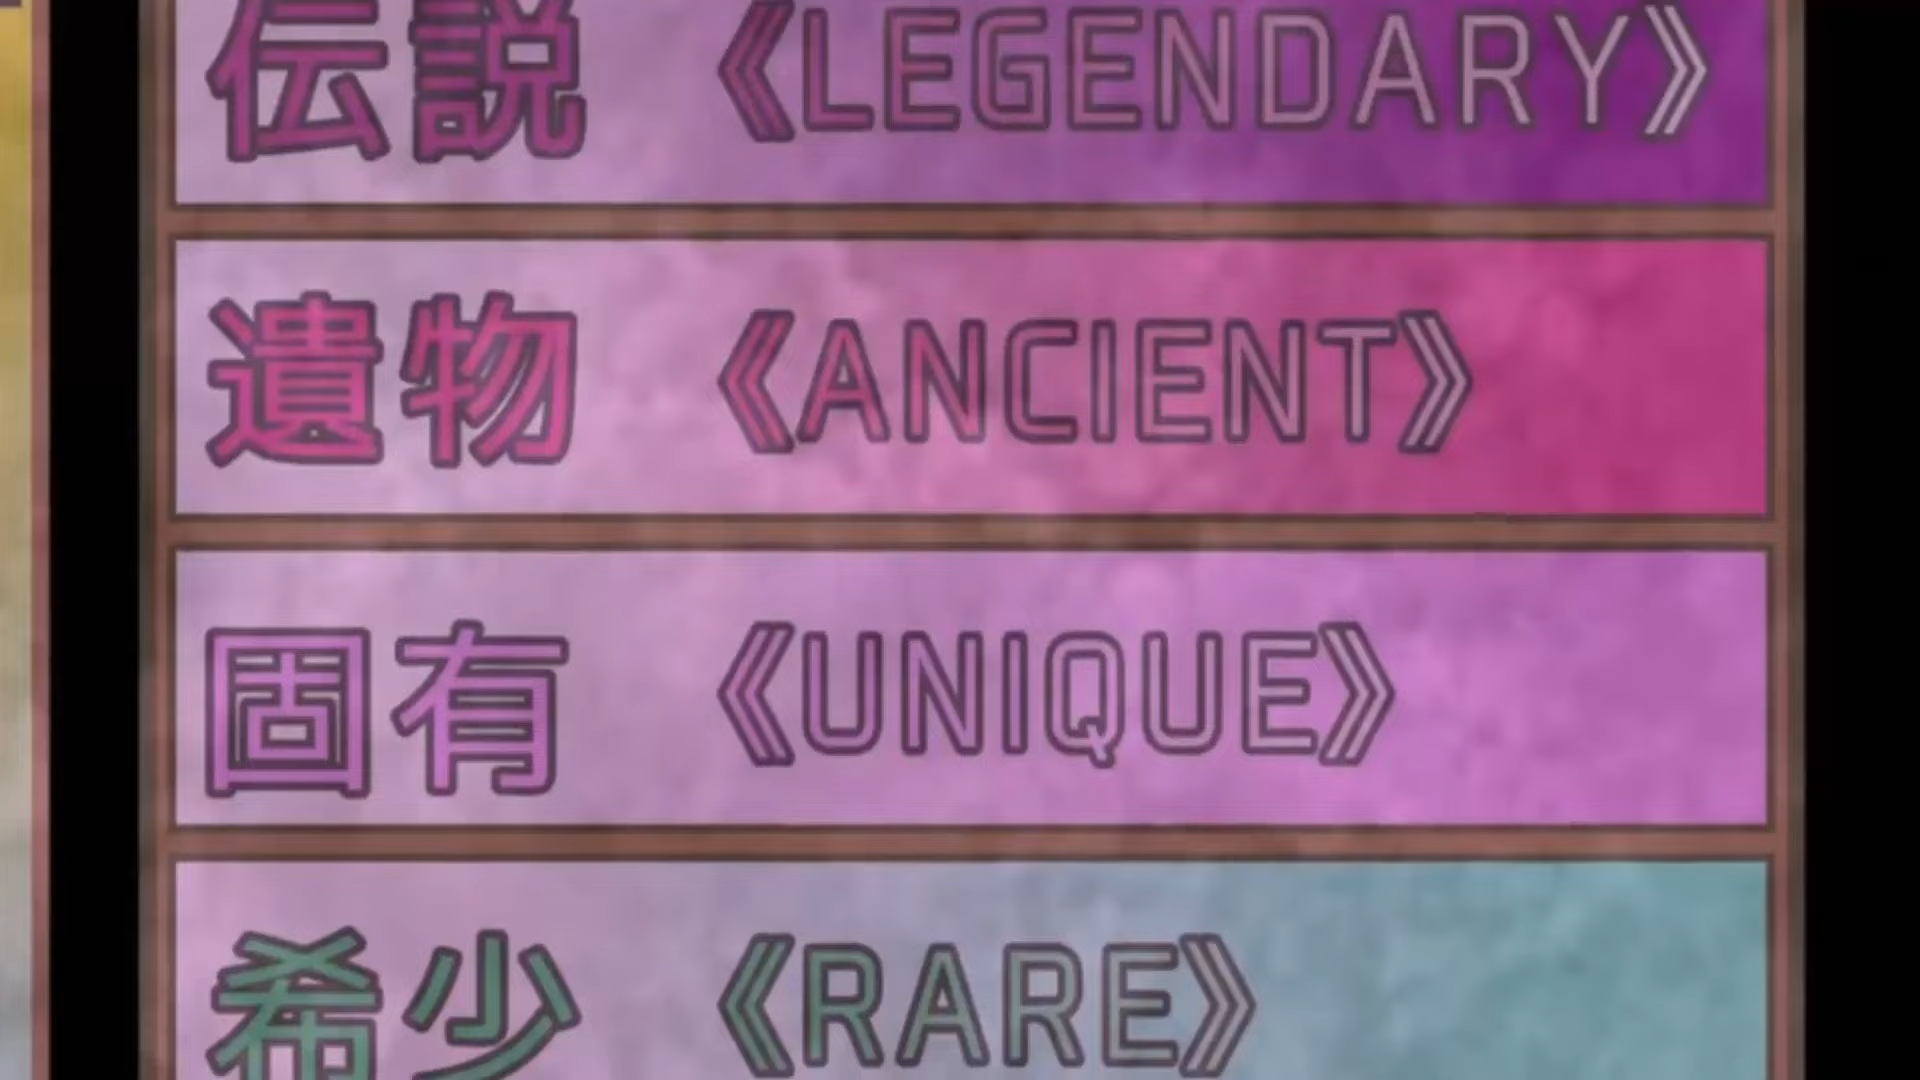 伝説 《LEGENDARY》
遺物 《ANCIENT》
固有 《UNIQUE》
希少 《RARE》